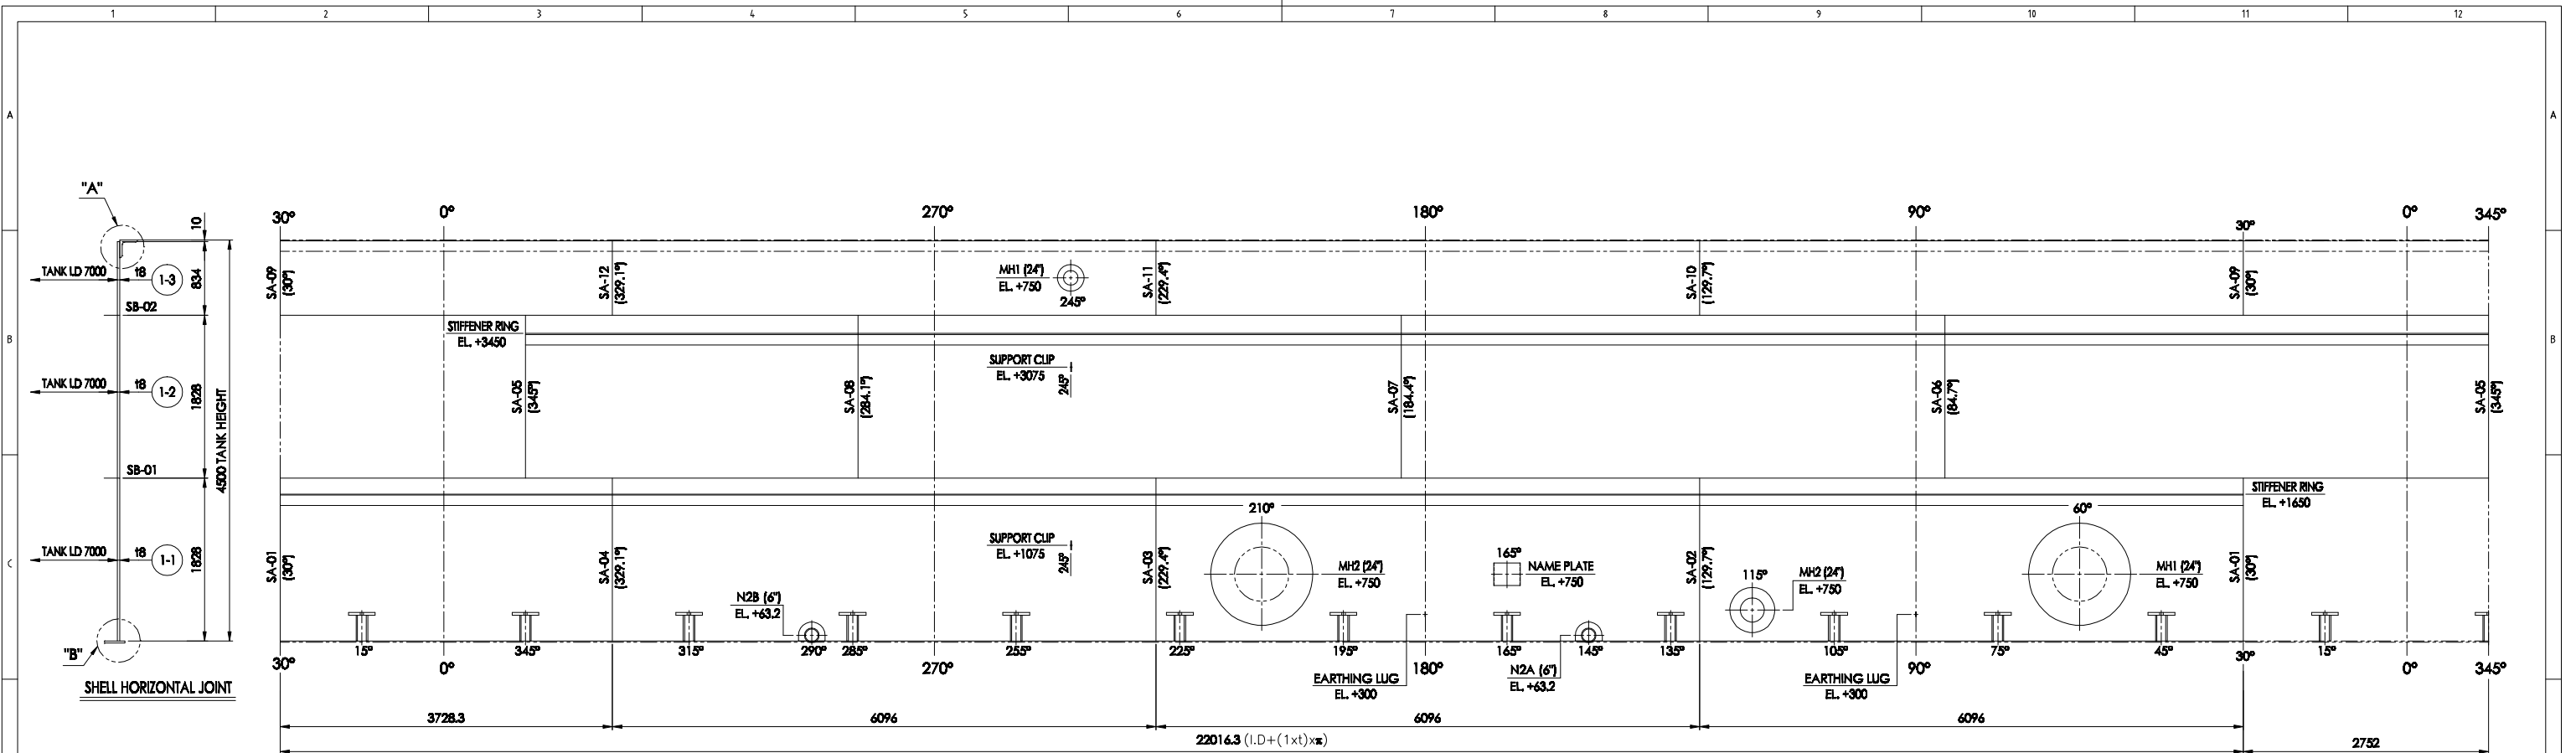 1 2 3 4 5 6 7 8 9 10 11 12
A A
B B
C
"A"
10
834
1828
1828
4500 TANK HEIGHT
TANK I.D 7000 t8 1-3
SB-02
TANK I.D 7000 t8 1-2
SB-01
TANK I.D 7000 t8 1-1
"B"
SHELL HORIZONTAL JOINT
30° 0° 270° 180° 90° 0° 345°
30°
SA-09
(30°)
SA-12
(329.1°)
MH1 (24")
EL. +750
245°
SA-11
(229.4°)
SA-10
(129.7°)
SA-09
(30°)
STIFFENER RING
EL. +3450
SA-05
(345°)
SA-08
(284.1°)
SUPPORT CLIP
EL. +3075
245°
SA-07
(184.4°)
SA-06
(84.7°)
SA-05
(345°)
STIFFENER RING
EL. +1650
SA-01
(30°)
SA-04
(329.1°)
SUPPORT CLIP
EL. +1075
245°
SA-03
(229.4°)
210°
MH2 (24")
EL. +750
165°
NAME PLATE
EL. +750
SA-02
(129.7°)
115°
MH2 (24")
EL. +750
60°
MH1 (24")
EL. +750
SA-01
(30°)
N2B (6")
EL. +63.2
15° 345° 315° 290° 285° 255° 225° 195° 165° 145° 135° 105° 75° 45° 30° 15°
30° 0° 270° 180° 90° 0° 345°
EARTHING LUG
EL. +300
N2A (6")
EL. +63.2
EARTHING LUG
EL. +300
3728.3 6096 6096 6096
22016.3 (I.D+(1xt)xπ) 2752